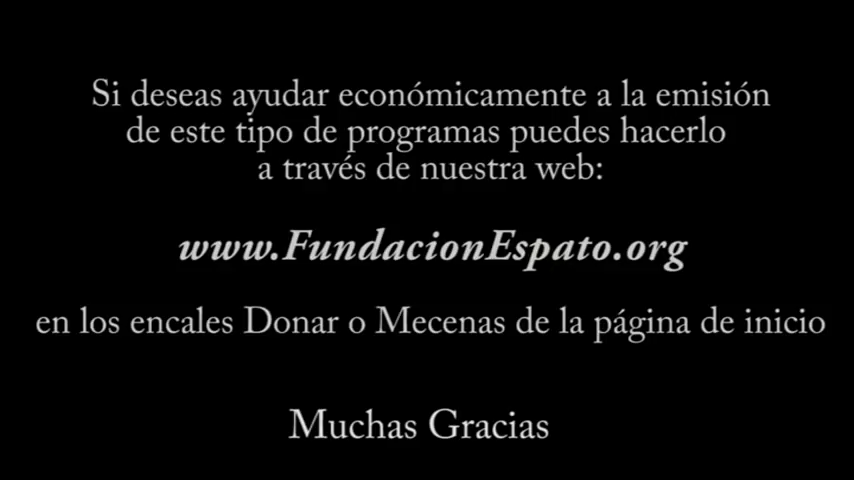 Si deseas ayudar económicamente a la emisión
de este tipo de programas puedes hacerlo
a través de nuestra web:
www.FundacionEspato.org
en los encales Donar o Mecenas de la página de inicio
Muchas Gracias